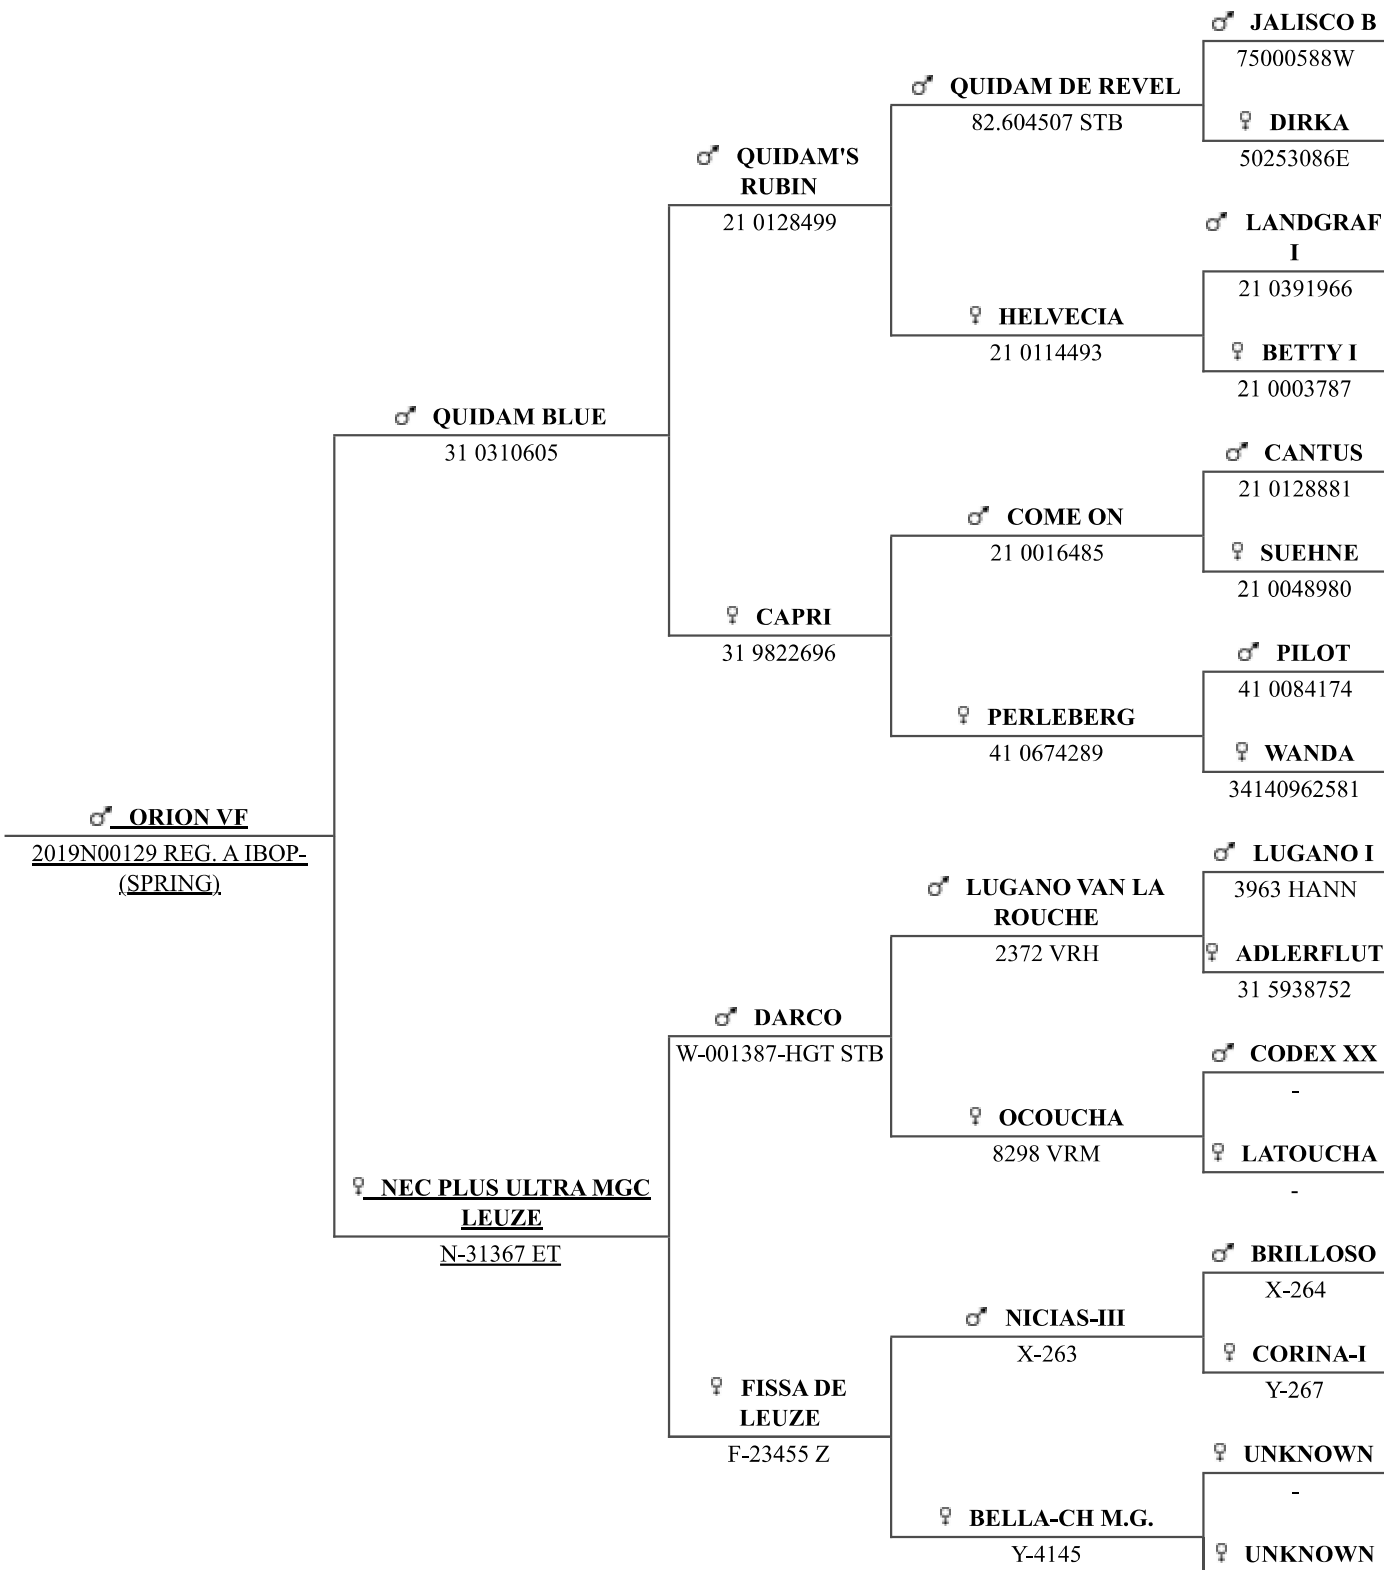 ♂ JALISCO B
75000588W
♂ QUIDAM DE REVEL
82.604507 STB
♀ DIRKA
50253086E
♂ QUIDAM'S
RUBIN
21 0128499
♂ LANDGRAF
I
21 0391966
♀ HELVECIA
21 0114493
♀ BETTY I
21 0003787
♂ QUIDAM BLUE
31 0310605
♂ CANTUS
21 0128881
♂ COME ON
21 0016485
♀ SUEHNE
21 0048980
♀ CAPRI
31 9822696
♂ PILOT
41 0084174
♀ PERLEBERG
41 0674289
♀ WANDA
34140962581
♂ ORION VF
2019N00129 REG. A IBOP-
(SPRING)
♂ LUGANO I
3963 HANN
♂ LUGANO VAN LA
ROUCHE
2372 VRH
♀ ADLERFLUT
31 5938752
♂ DARCO
W-001387-HGT STB
♂ CODEX XX
-
♀ OCOUCHA
8298 VRM
♀ LATOUCHA
-
♀ NEC PLUS ULTRA MGC
LEUZE
N-31367 ET
♂ BRILLOSO
X-264
♂ NICIAS-III
X-263
♀ CORINA-I
Y-267
♀ FISSA DE
LEUZE
F-23455 Z
♀ UNKNOWN
-
♀ BELLA-CH M.G.
Y-4145
♀ UNKNOWN